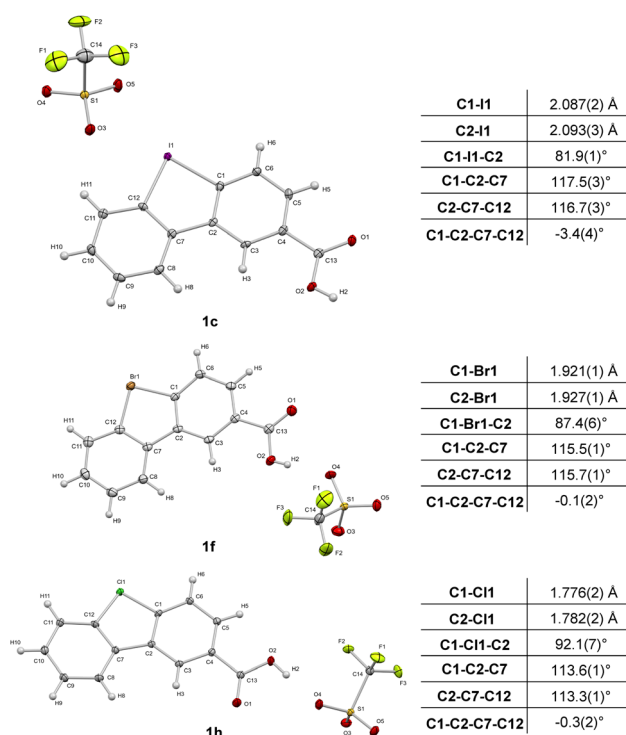 F2
F1
F3
C14
O4
O5
S1
O3
I1
H6
C1
C6
H5
H11
C12
C5
C11
C2
C4
O1
C7
C3
H10
C10
C13
C8
O2
H2
C9
H8
H3
H9
1c
C1-I1 2.087(2) Å
C2-I1 2.093(3) Å
C1-I1-C2 81.9(1)°
C1-C2-C7 117.5(3)°
C2-C7-C12 116.7(3)°
C1-C2-C7-C12 -3.4(4)°
H6
Br1
C6
H5
C1
C5
O1
H11
C12
C4
C2
C13
C11
C7
C3
O2
H2
H10
C8
H3
C10
C9
H8
H9
O4
F1
S1
O5
F3
C14
O3
F2
1f
C1-Br1 1.921(1) Å
C2-Br1 1.927(1) Å
C1-Br1-C2 87.4(6)°
C1-C2-C7 115.5(1)°
C2-C7-C12 115.7(1)°
C1-C2-C7-C12 -0.1(2)°
H6
Cl1
H11
C6
C1
H5
C12
C5
C11
C2
C4
O2
H10
C7
C10
C3
H2
C13
C9
C8
H3
H9
H8
O1
F2
F1
C14
F3
O4
S1
O3
O5
1h
C1-Cl1 1.776(2) Å
C2-Cl1 1.782(2) Å
C1-Cl1-C2 92.1(7)°
C1-C2-C7 113.6(1)°
C2-C7-C12 113.3(1)°
C1-C2-C7-C12 -0.3(2)°